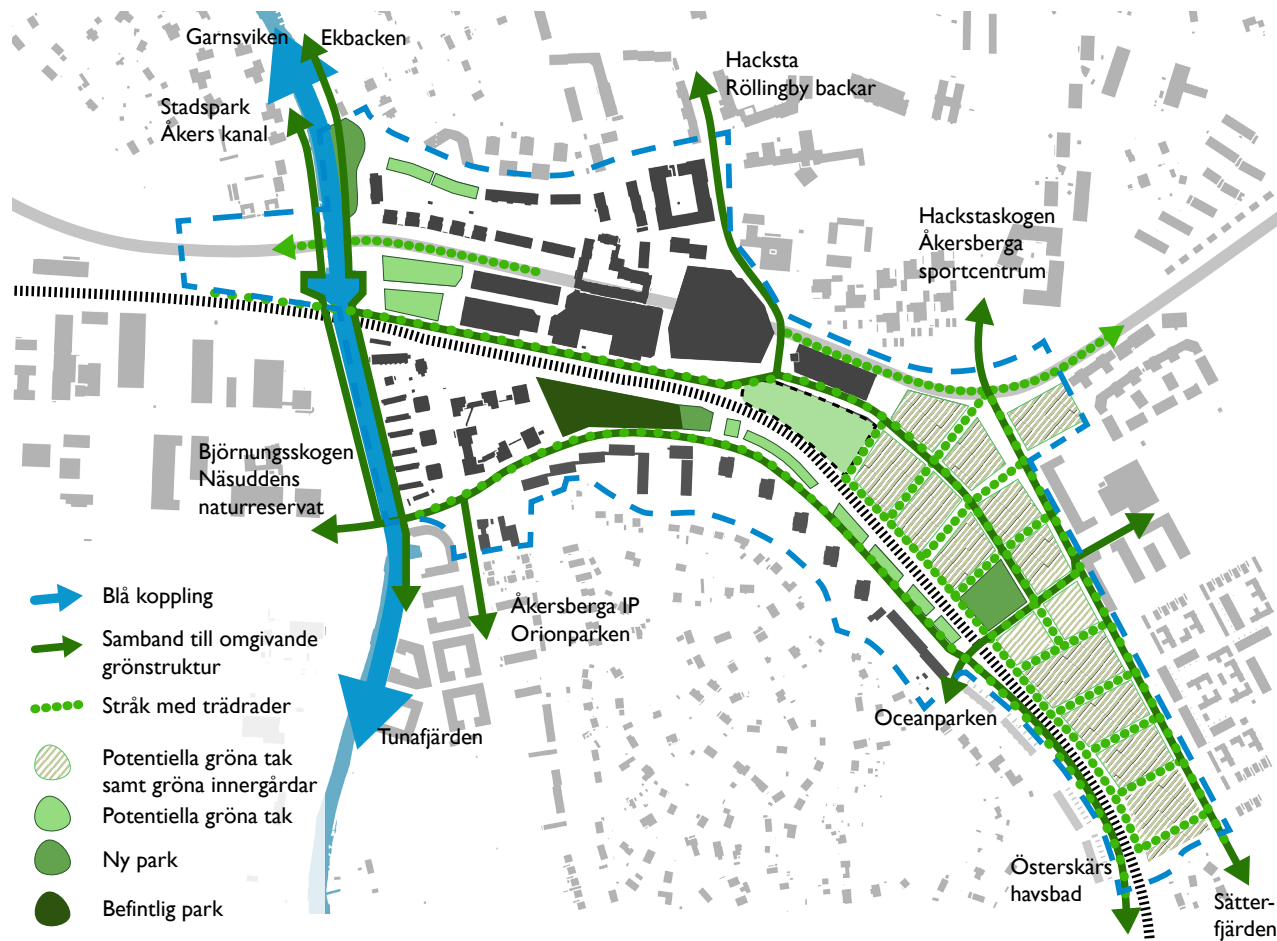 Garnsviken
Ekbacken
Stadspark
Åkers kanal
Hacksta
Röllingby backar
Hackstaskogen
Åkersberga
sportcentrum
Björnungsskogen
Näsuddens
naturreservat
Åkersberga IP
Orionparken
Oceanparken
Tunafjärden
Österskärs
havsbad
Sätter-
fjärden
Blå koppling
Samband till omgivande
grönstruktur
Stråk med trädrader
Potentiella gröna tak
samt gröna innergårdar
Potentiella gröna tak
Ny park
Befintlig park